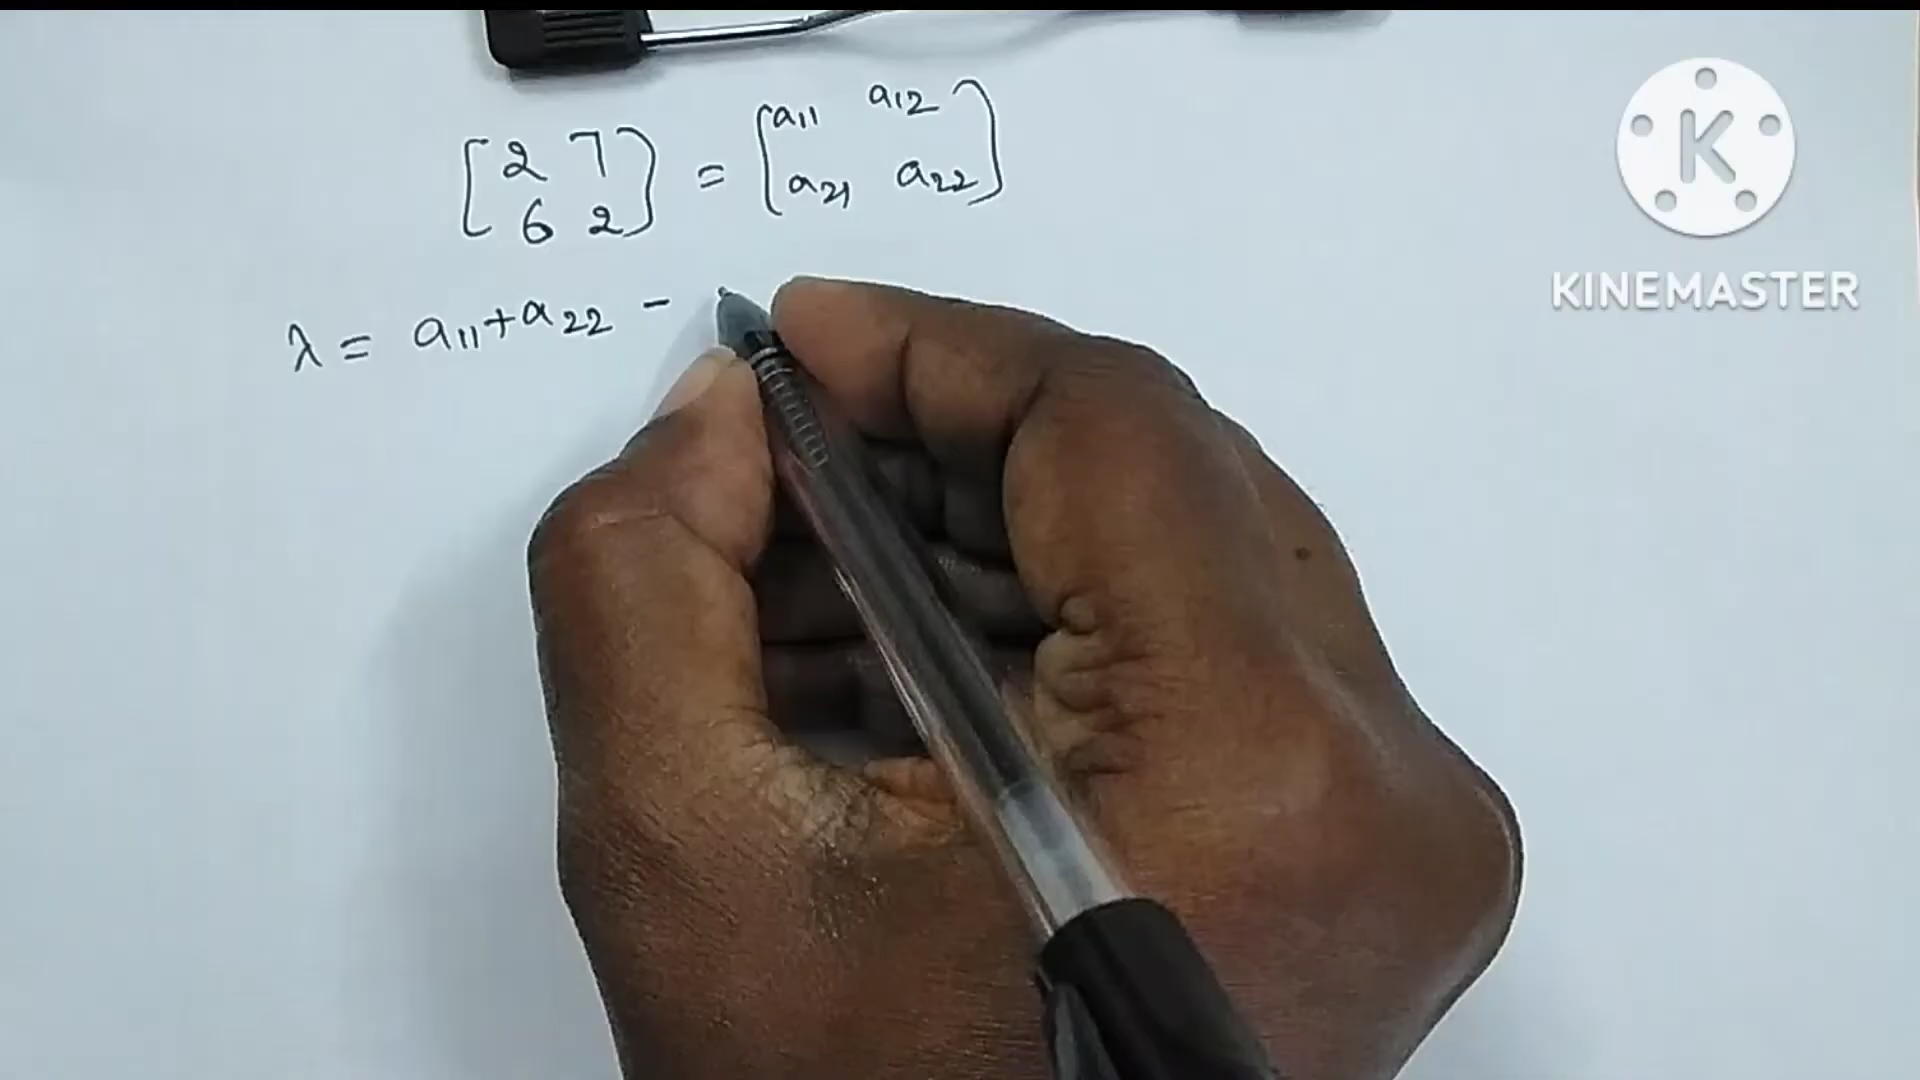 [2 7 = [a11 a12
6 2] a21 a22]
λ = a11+a22 -
K
KINEMASTER